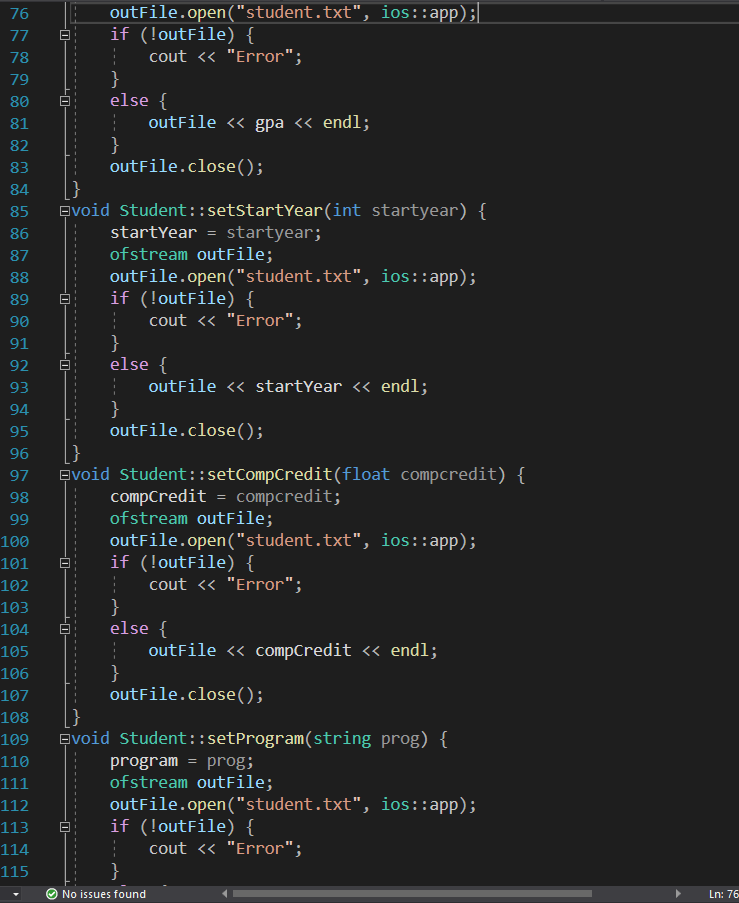 76 outFile.open("student.txt", ios::app);
77 if (!outFile) {
78 cout << "Error";
79 }
80 else {
81 outFile << gpa << endl;
82 }
83 outFile.close();
84 }
85 void Student::setStartYear(int startyear) {
86 startYear = startyear;
87 ofstream outFile;
88 outFile.open("student.txt", ios::app);
89 if (!outFile) {
90 cout << "Error";
91 }
92 else {
93 outFile << startYear << endl;
94 }
95 outFile.close();
96 }
97 void Student::setCompCredit(float compcredit) {
98 compCredit = compcredit;
99 ofstream outFile;
100 outFile.open("student.txt", ios::app);
101 if (!outFile) {
102 cout << "Error";
103 }
104 else {
105 outFile << compCredit << endl;
106 }
107 outFile.close();
108 }
109 void Student::setProgram(string prog) {
110 program = prog;
111 ofstream outFile;
112 outFile.open("student.txt", ios::app);
113 if (!outFile) {
114 cout << "Error";
115 }
No issues found Ln: 76